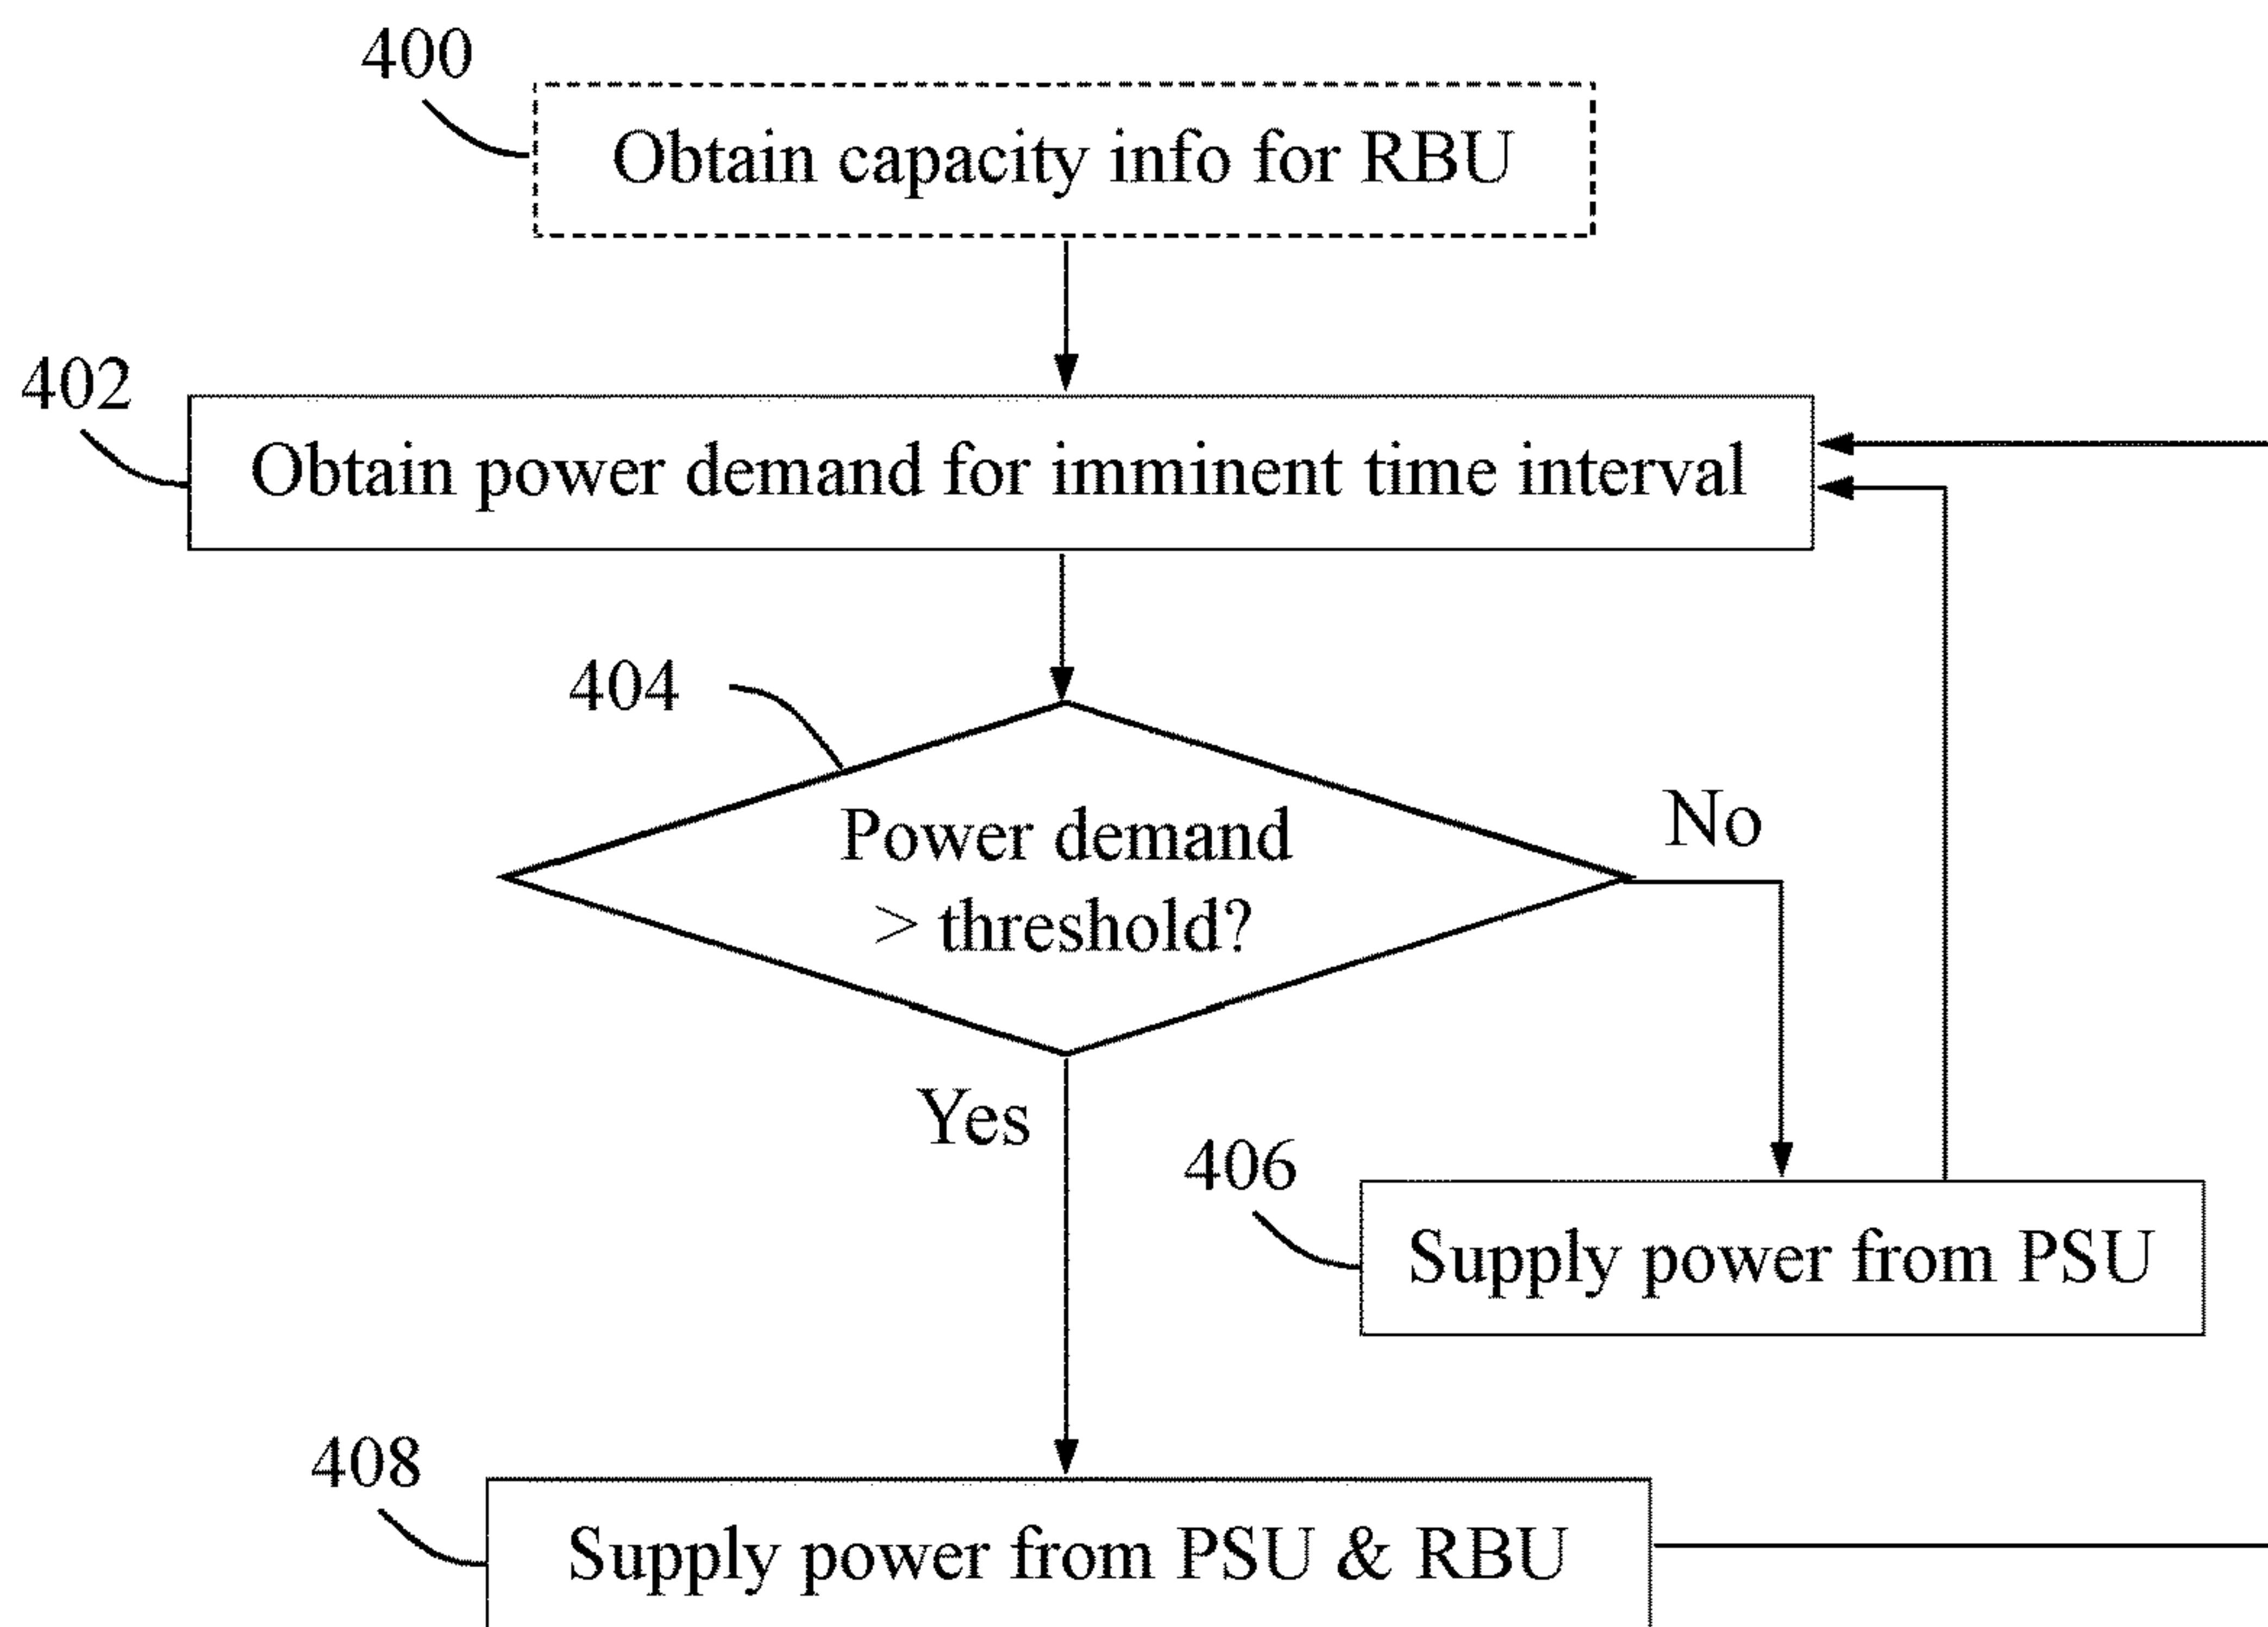 400
Obtain capacity info for RBU
402
Obtain power demand for imminent time interval
404
Power demand
> threshold?
No
Yes
406
Supply power from PSU
408
Supply power from PSU & RBU